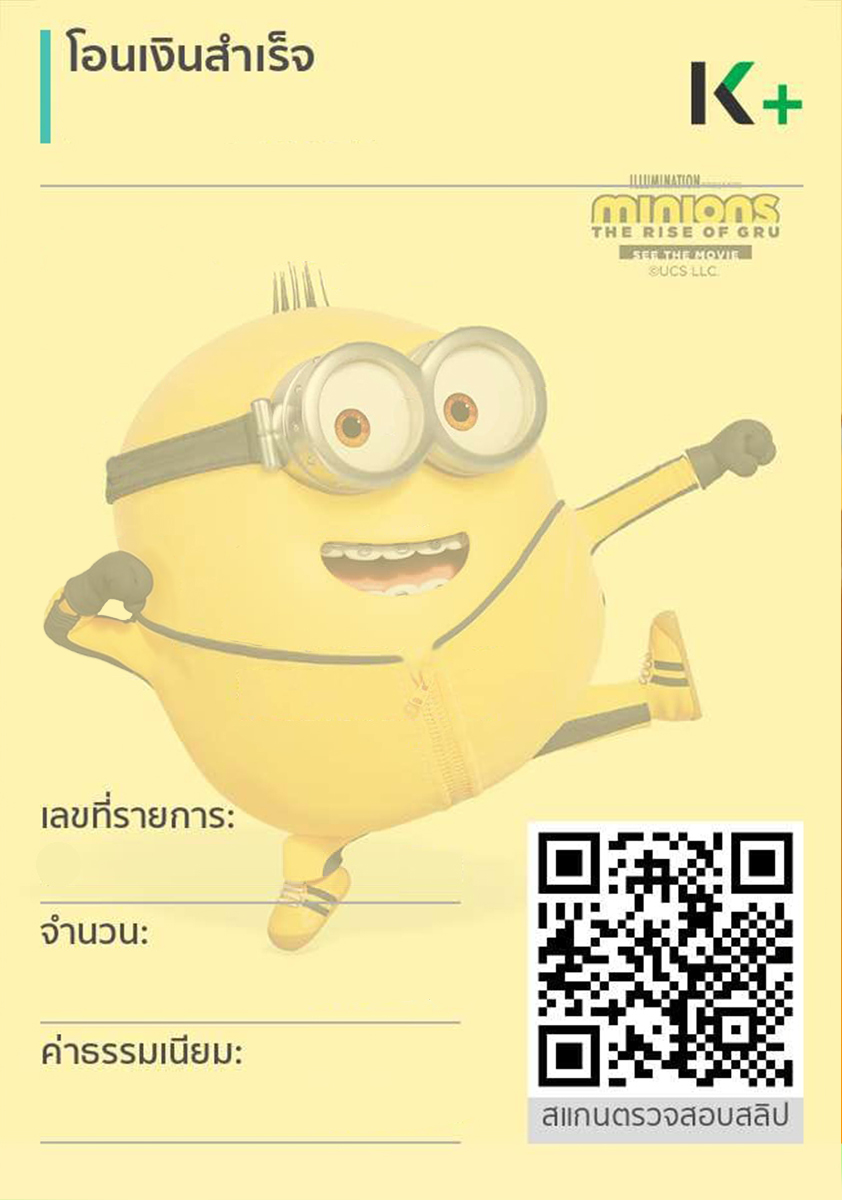 โอนเงินสำเร็จ
K+
ILLUMINATION
minions
THE RISE OF GRU
SEE THE MOVIE
©UCS LLC.
เลขที่รายการ:
จำนวน:
ค่าธรรมเนียม:
สแกนตรวจสอบสลิป